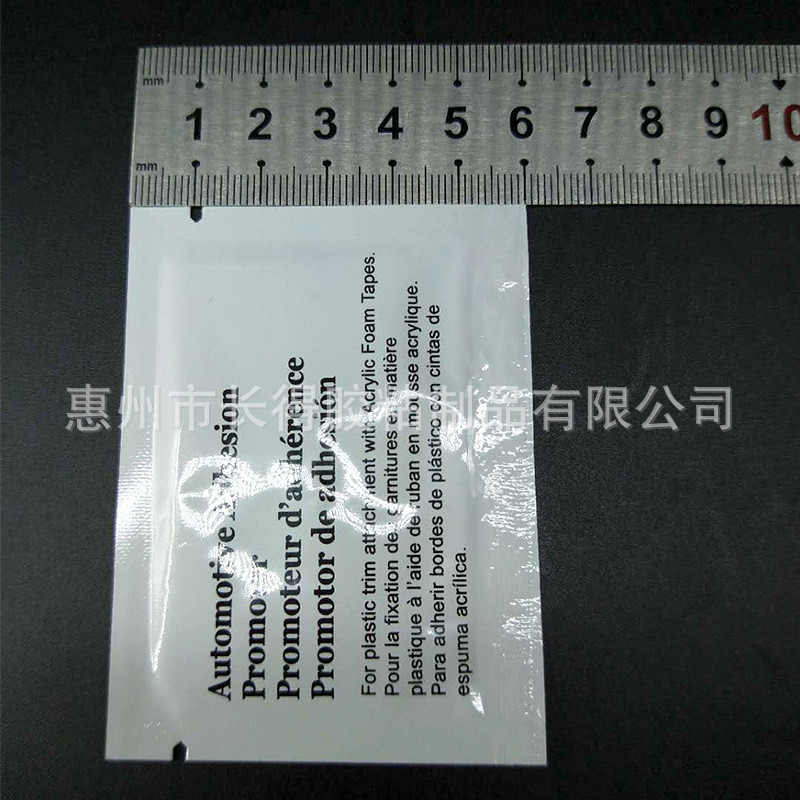 mm
1 2 3 4 5 6 7 8 9 10
mm
Automotive Adhesion
Promoter
Promoteur d'adhérence
Promotor de adhesión
For plastic trim attachment with Acrylic Foam Tapes.
Pour la fixation de garnitures en matière
plastique à l'aide de ruban en mousse acrylique.
Para adherir bordes de plástico con cintas de
espuma acrílica.
惠州市长得胶粘制品有限公司